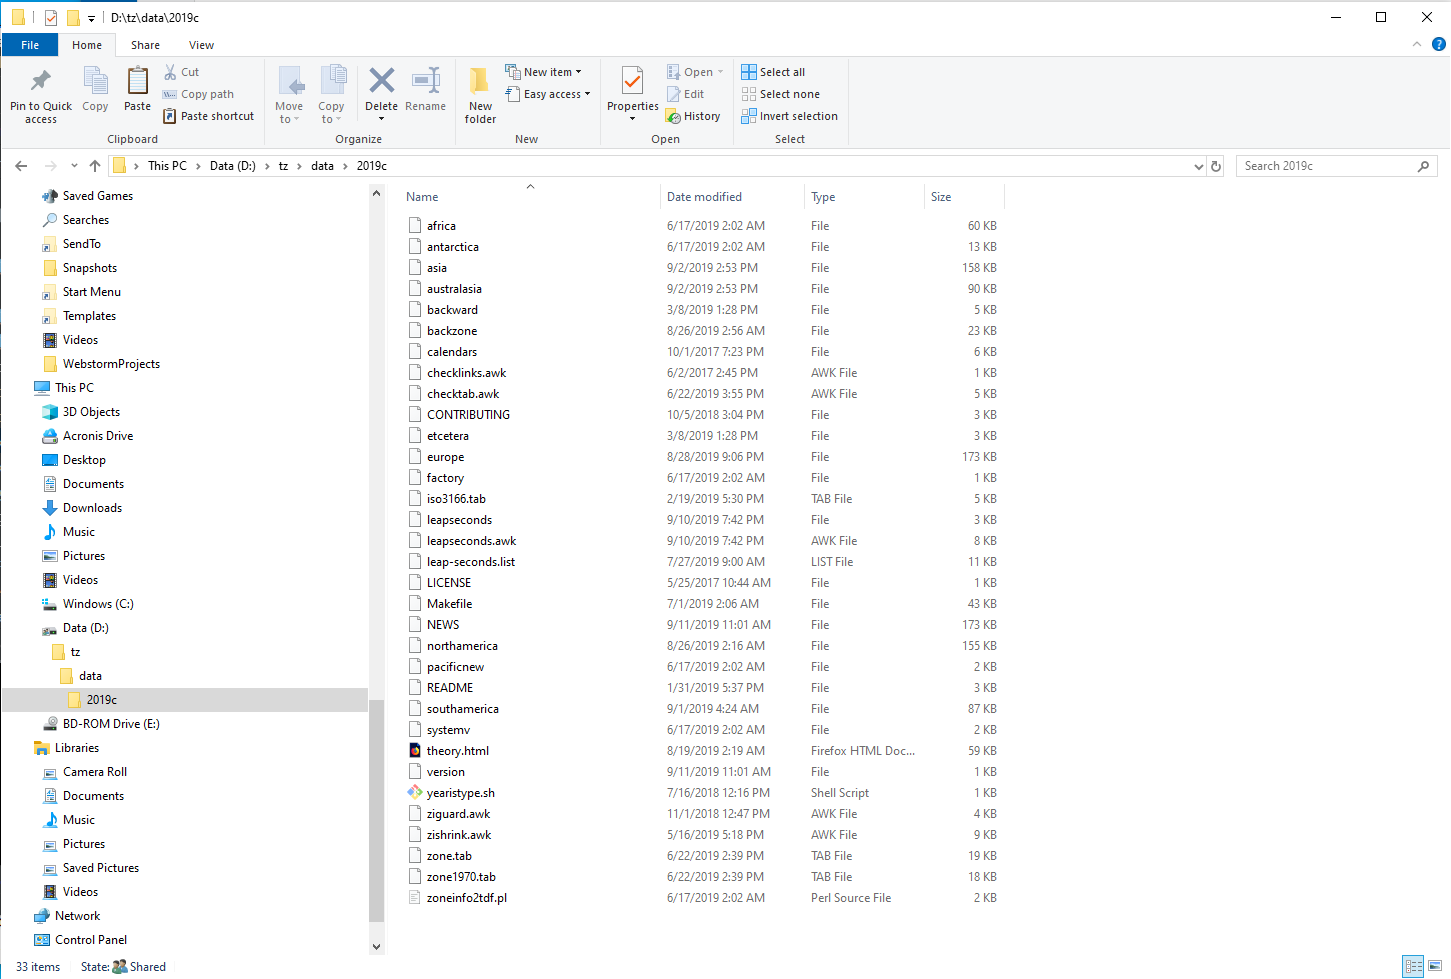 D:\tz\data\2019c
File Home Share View
Pin to Quick access
Copy
Paste
Cut
Copy path
Paste shortcut
Clipboard
Move to
Copy to
Delete
Rename
Organize
New folder
New item
Easy access
New
Properties
Open
Edit
History
Open
Select all
Select none
Invert selection
Select
This PC > Data (D:) > tz > data > 2019c
Search 2019c
Saved Games
Searches
SendTo
Snapshots
Start Menu
Templates
Videos
WebstormProjects
This PC
3D Objects
Acronis Drive
Desktop
Documents
Downloads
Music
Pictures
Videos
Windows (C:)
Data (D:)
tz
data
2019c
BD-ROM Drive (E:)
Libraries
Camera Roll
Documents
Music
Pictures
Saved Pictures
Videos
Network
Control Panel
Name Date modified Type Size
africa 6/17/2019 2:02 AM File 60 KB
antarctica 6/17/2019 2:02 AM File 13 KB
asia 9/2/2019 2:53 PM File 158 KB
australasia 9/2/2019 2:53 PM File 90 KB
backward 3/8/2019 1:28 PM File 5 KB
backzone 8/26/2019 2:56 AM File 23 KB
calendars 10/1/2017 7:23 PM File 6 KB
checklinks.awk 6/2/2017 2:45 PM AWK File 1 KB
checktab.awk 6/22/2019 3:55 PM AWK File 5 KB
CONTRIBUTING 10/5/2018 3:04 PM File 3 KB
etcetera 3/8/2019 1:28 PM File 3 KB
europe 8/28/2019 9:06 PM File 173 KB
factory 6/17/2019 2:02 AM File 1 KB
iso3166.tab 2/19/2019 5:30 PM TAB File 5 KB
leapseconds 9/10/2019 7:42 PM File 3 KB
leapseconds.awk 9/10/2019 7:42 PM AWK File 8 KB
leap-seconds.list 7/27/2019 9:00 AM LIST File 11 KB
LICENSE 5/25/2017 10:44 AM File 1 KB
Makefile 7/1/2019 2:06 AM File 43 KB
NEWS 9/11/2019 11:01 AM File 173 KB
northamerica 8/26/2019 2:16 AM File 155 KB
pacificnew 6/17/2019 2:02 AM File 2 KB
README 1/31/2019 5:37 PM File 3 KB
southamerica 9/1/2019 4:24 AM File 87 KB
systemv 6/17/2019 2:02 AM File 2 KB
theory.html 8/19/2019 2:19 AM Firefox HTML Doc... 59 KB
version 9/11/2019 11:01 AM File 1 KB
yearistype.sh 7/16/2018 12:16 PM Shell Script 1 KB
ziguard.awk 11/1/2018 12:47 PM AWK File 4 KB
zishrink.awk 5/16/2019 5:18 PM AWK File 9 KB
zone.tab 6/22/2019 2:39 PM TAB File 19 KB
zone1970.tab 6/22/2019 2:39 PM TAB File 18 KB
zoneinfo2tdf.pl 6/17/2019 2:02 AM Perl Source File 2 KB
33 items State: Shared